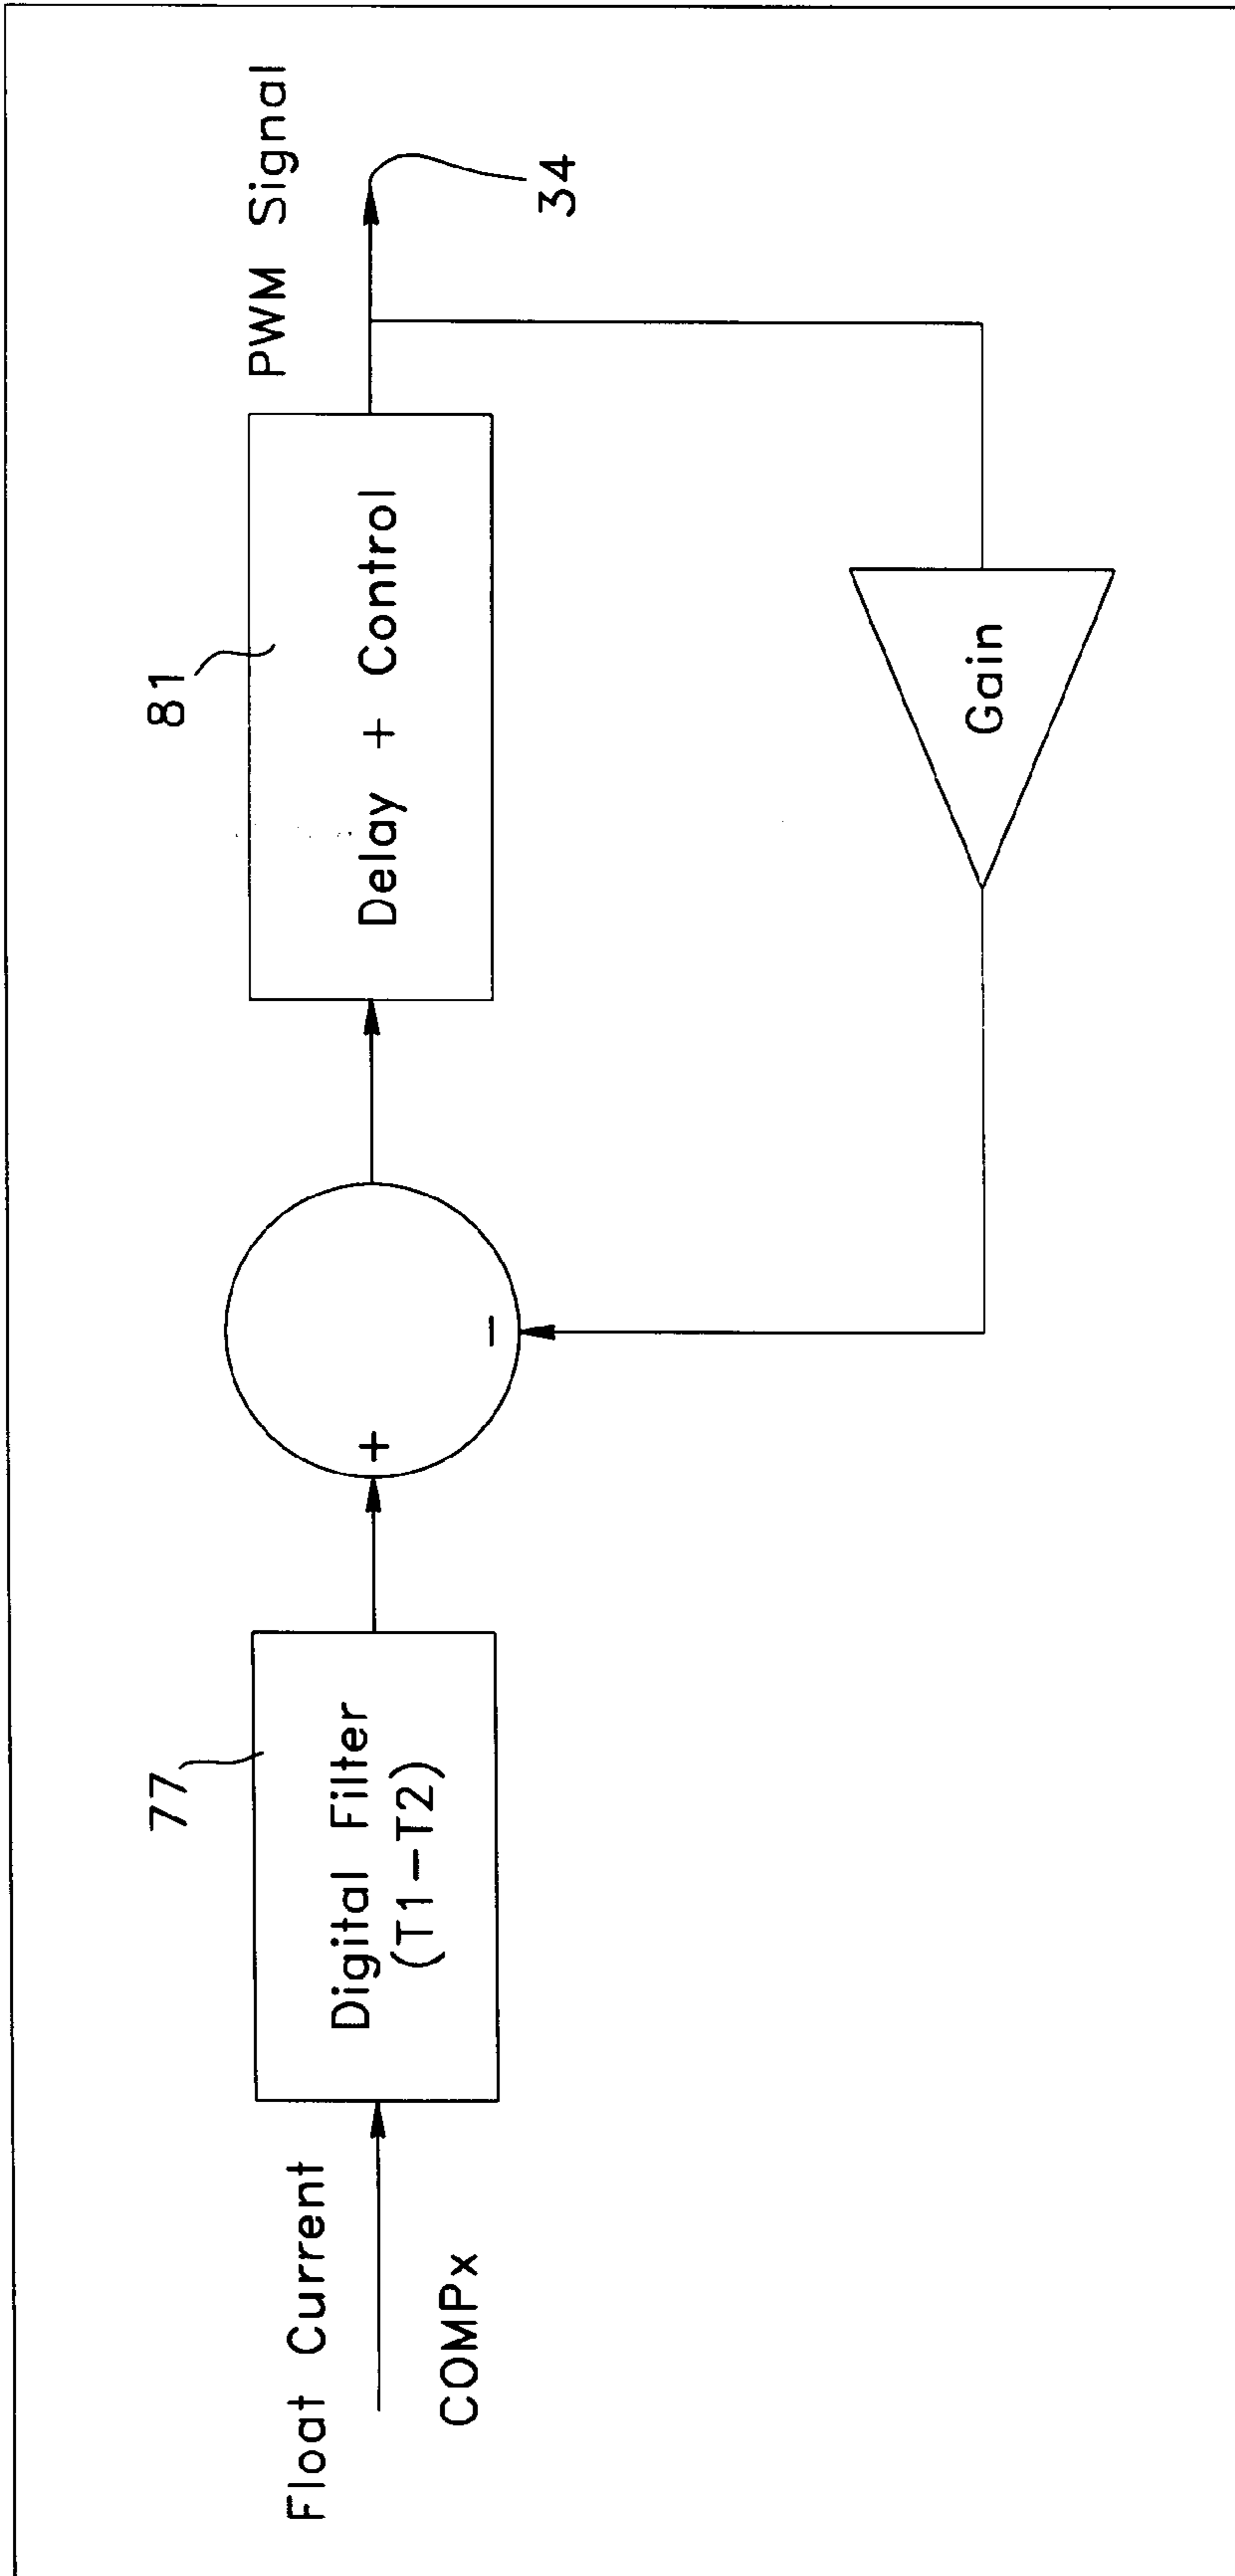 Float Current
COMPx
77
Digital Filter
(T1-T2)
+
-
81
Delay + Control
PWM Signal
34
Gain